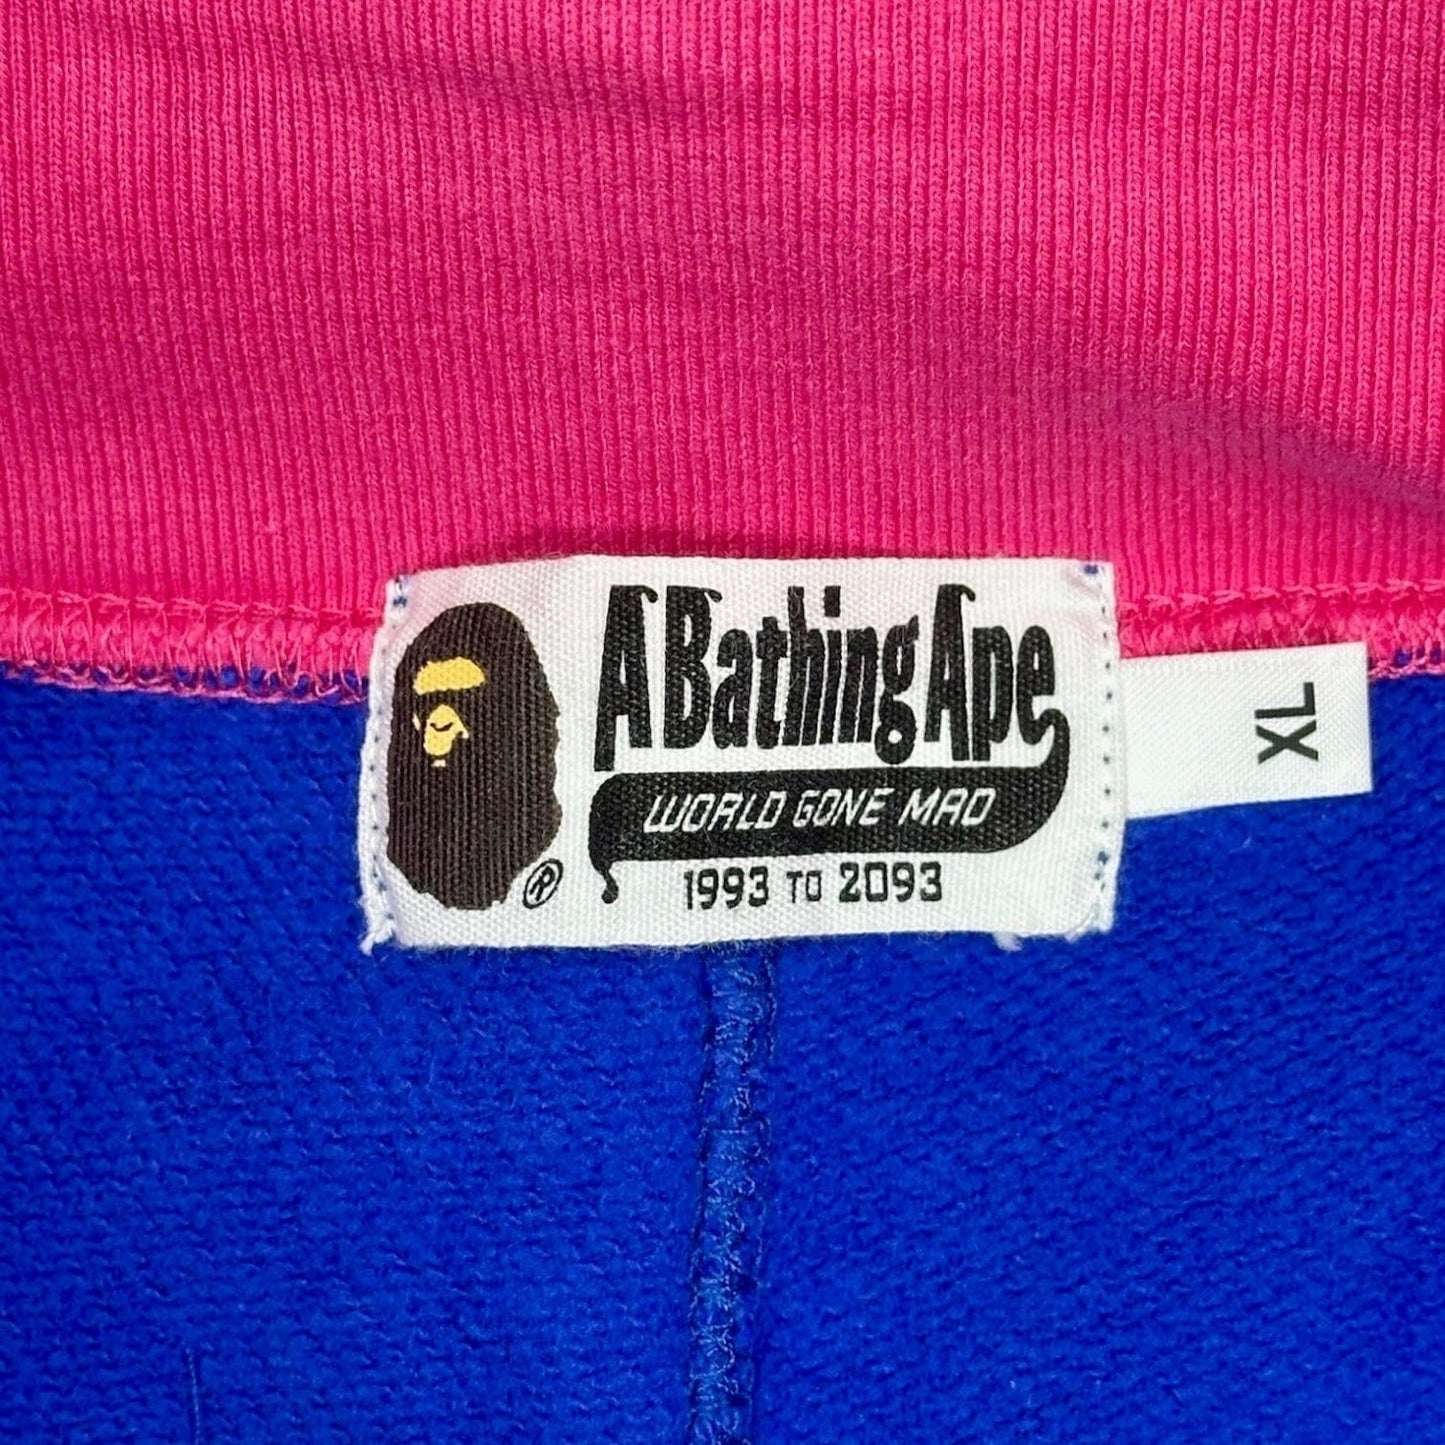 A Bathing Ape
WORLD GONE MAD
1993 TO 2093
®
XL